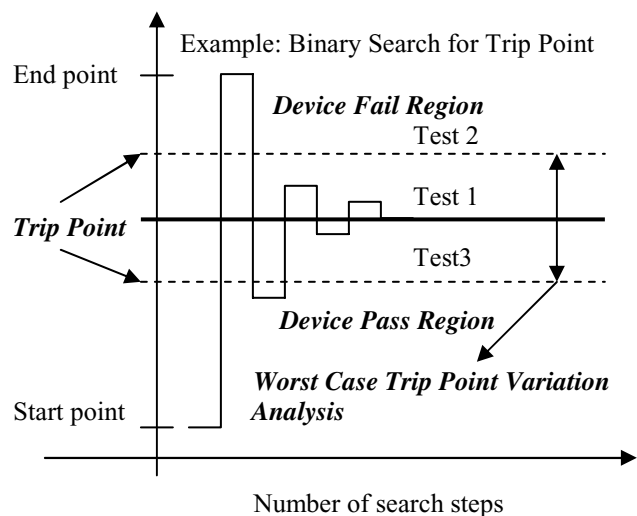 Example: Binary Search for Trip Point
End point
Device Fail Region
Test 2
Test 1
Trip Point
Test3
Device Pass Region
Worst Case Trip Point Variation
Analysis
Start point
Number of search steps